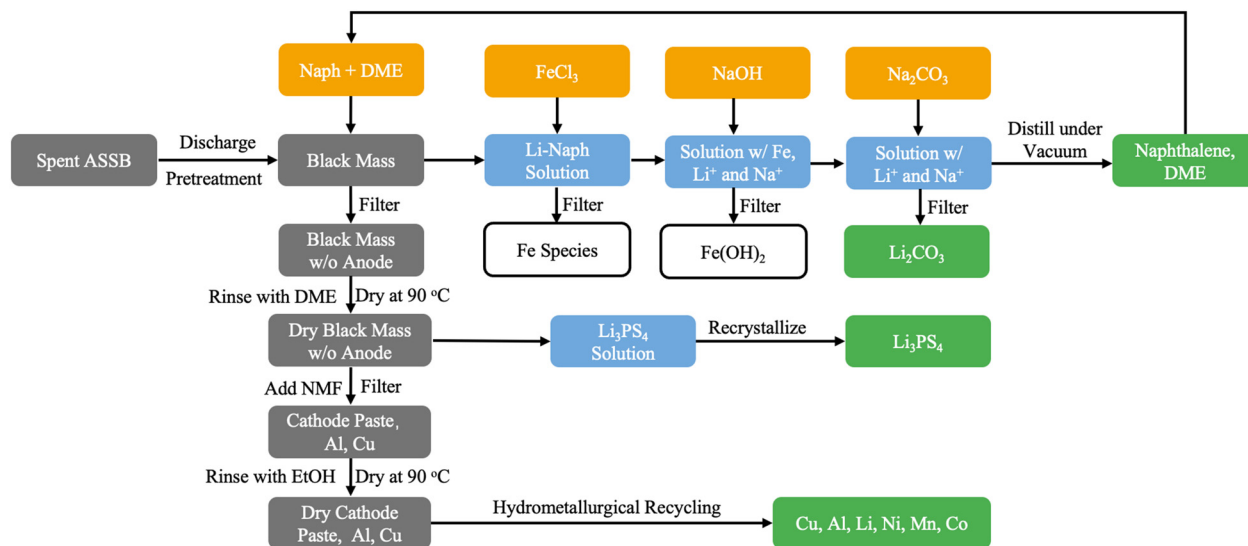 Naph + DME
FeCl₃
NaOH
Na₂CO₃
Spent ASSB
Discharge
Pretreatment
Black Mass
Li-Naph
Solution
Solution w/ Fe,
Li⁺ and Na⁺
Solution w/
Li⁺ and Na⁺
Distill under
Vacuum
Naphthalene,
DME
Filter
Filter
Filter
Filter
Black Mass
w/o Anode
Fe Species
Fe(OH)₂
Li₂CO₃
Rinse with DME
Dry at 90 °C
Dry Black Mass
w/o Anode
Li₃PS₄
Solution
Recrystallize
Li₃PS₄
Add NMF
Filter
Cathode Paste,
Al, Cu
Rinse with EtOH
Dry at 90 °C
Dry Cathode
Paste, Al, Cu
Hydrometallurgical Recycling
Cu, Al, Li, Ni, Mn, Co